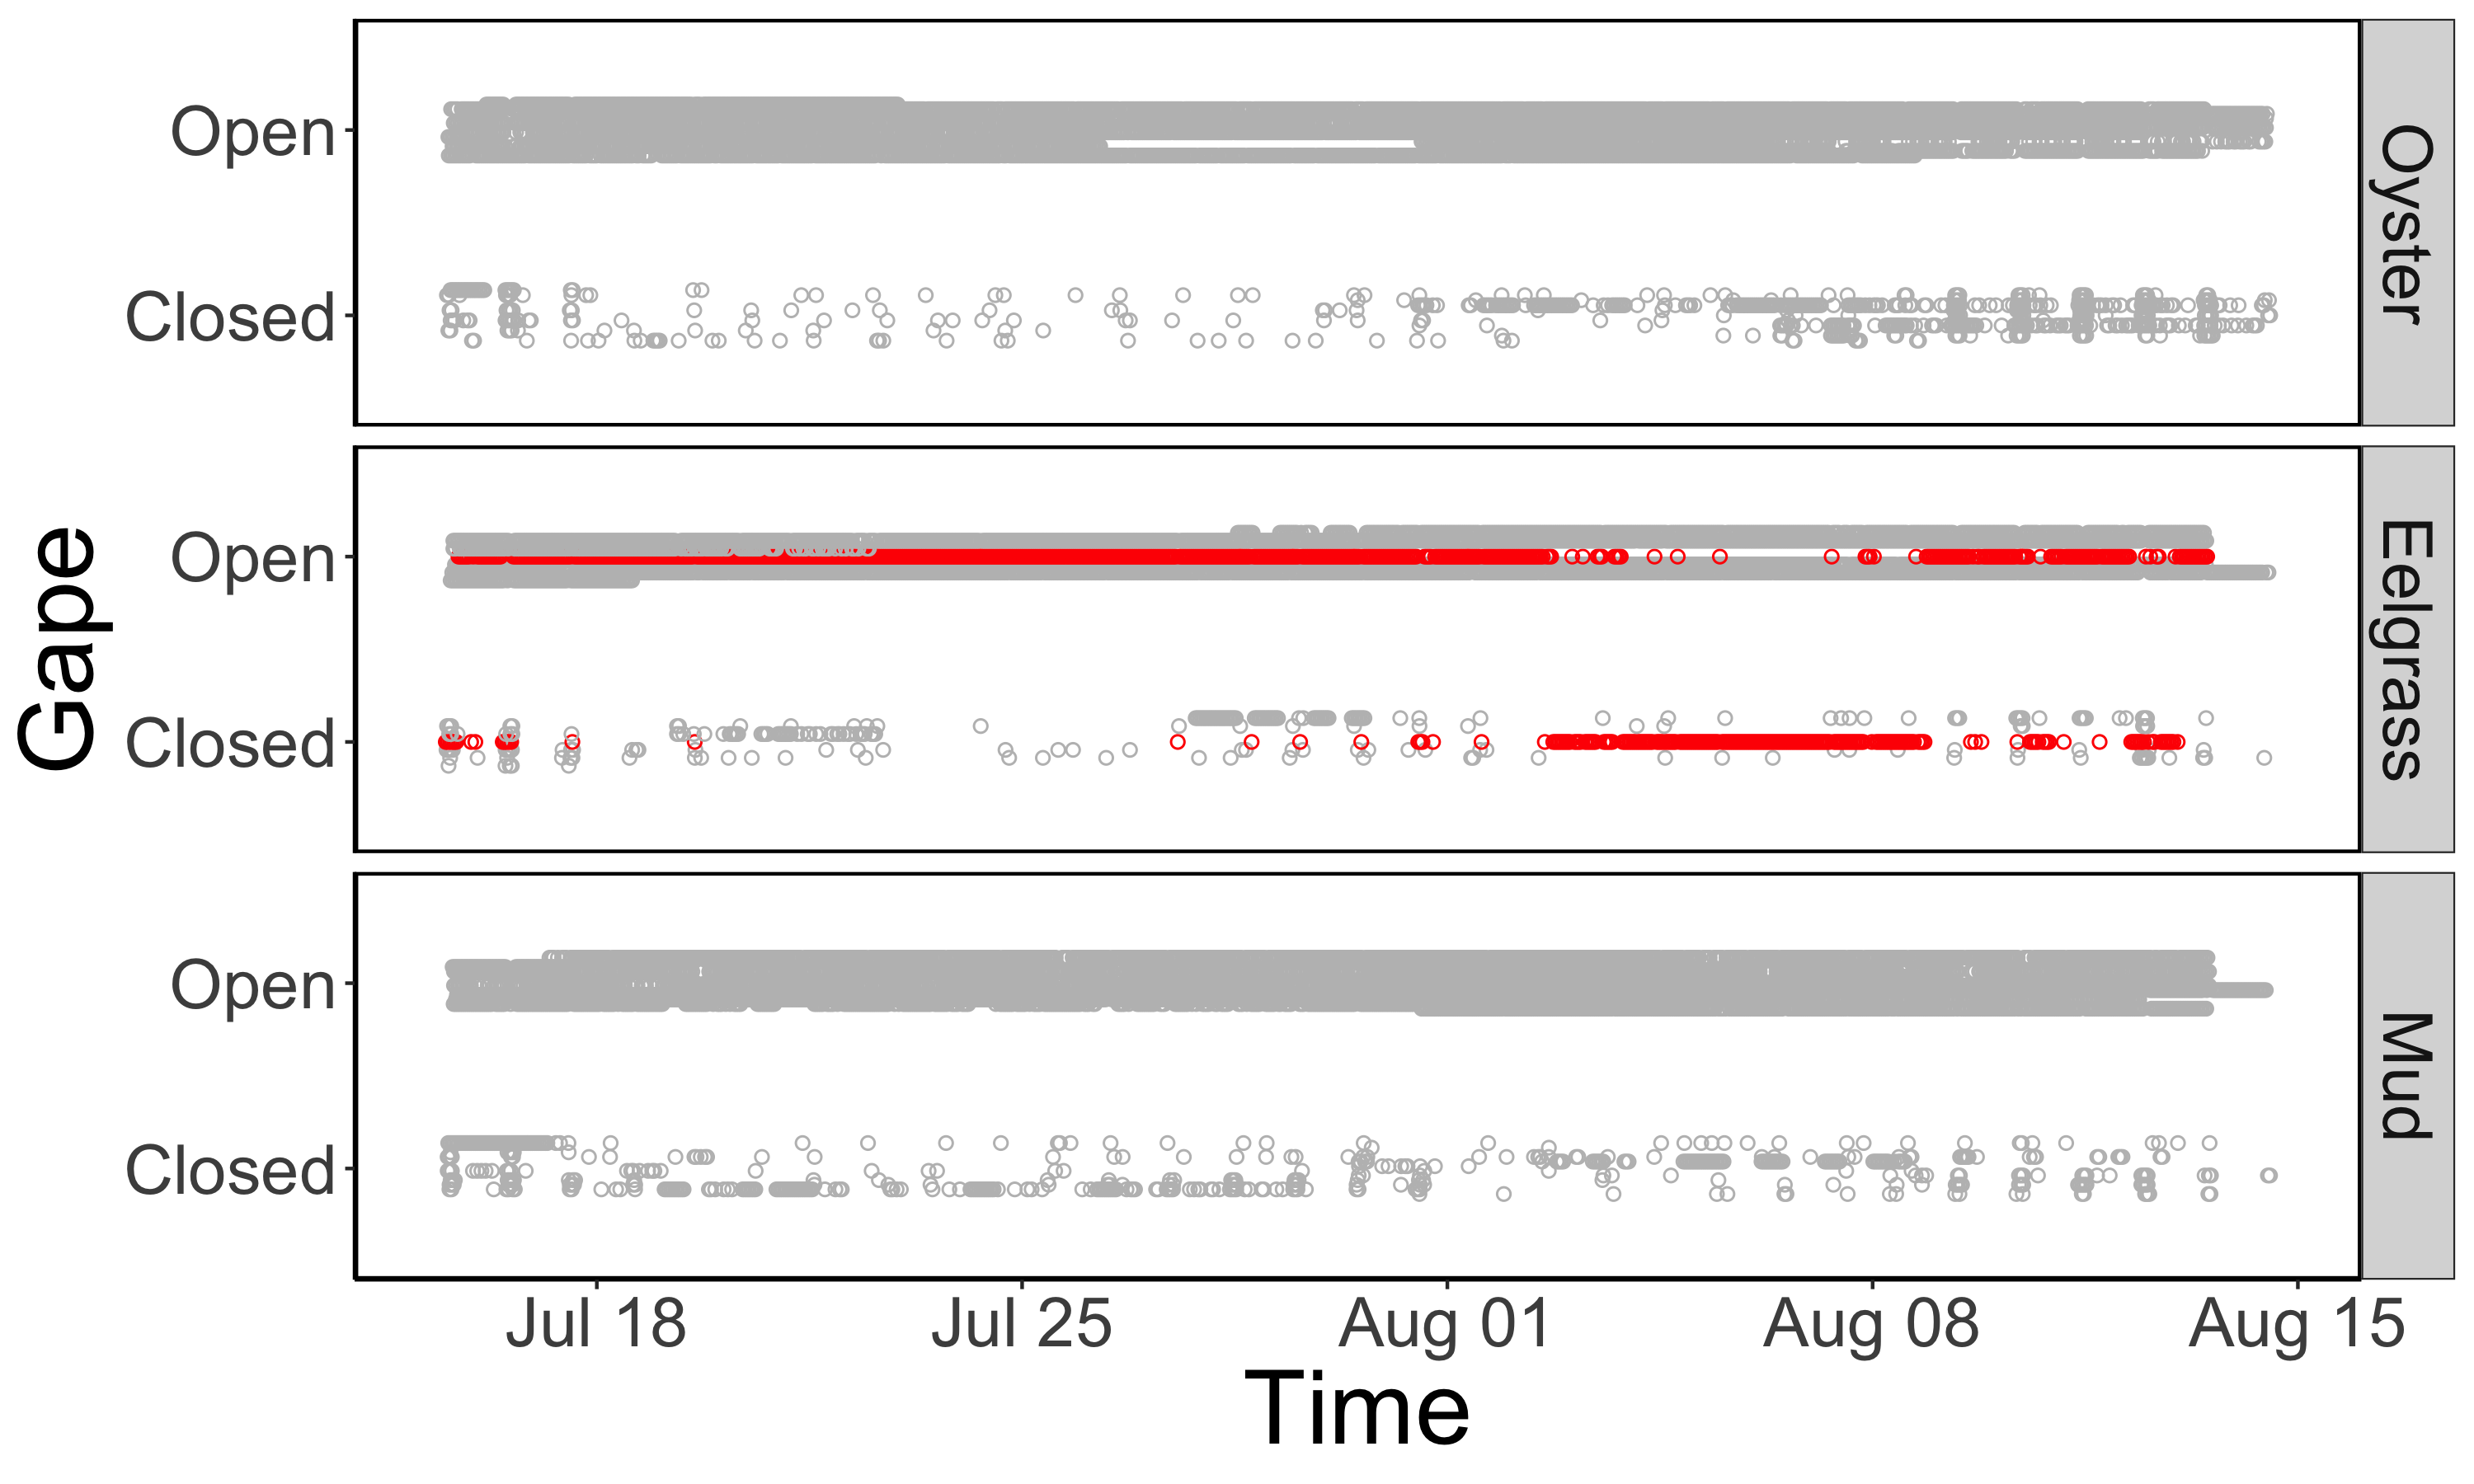 Open
Closed
Oyster
Gape
Open
Closed
Eelgrass
Open
Closed
Mud
Jul 18
Jul 25
Aug 01
Aug 08
Aug 15
Time